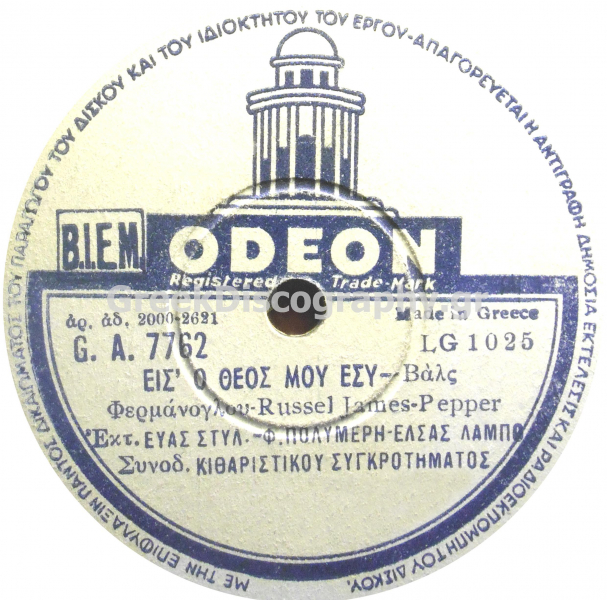 ΜΕ ΤΗΝ ΕΠΙΦΥΛΑΞΙΝ ΠΑΝΤΟΣ ΔΙΚΑΙΩΜΑΤΟΣ ΤΟΥ ΠΑΡΑΓΩΓΟΥ ΤΟΥ ΔΙΣΚΟΥ ΚΑΙ ΤΟΥ ΙΔΙΟΚΤΗΤΟΥ ΤΟΥ ΕΡΓΟΥ-ΑΠΑΓΟΡΕΥΕΤΑΙ Η ΑΝΤΙΓΡΑΦΗ ΔΗΜΟΣΙΑ ΕΚΤΕΛΕΣΙΣ ΚΑΙ ΡΑΔΙΟΕΚΠΟΜΠΗ ΤΟΥ ΔΙΣΚΟΥ.
B.I.E.M. ODEON
Registered Trade-Mark
GreekDiscography.gr
ἀρ. ἀδ. 2000-2621 Made in Greece
G. A. 7762 LG 1025
ΕΙΣ' Ο ΘΕΟΣ ΜΟΥ ΕΣΥ-Βὰλς
Φερμάνογλου-Russel James-Pepper
Ἐκτ. ΕΥΑΣ ΣΤΥΛ.-Φ. ΠΟΛΥΜΕΡΗ-ΕΛΣΑΣ ΛΑΜΠΟ
Συνοδ. ΚΙΘΑΡΙΣΤΙΚΟΥ ΣΥΓΚΡΟΤΗΜΑΤΟΣ